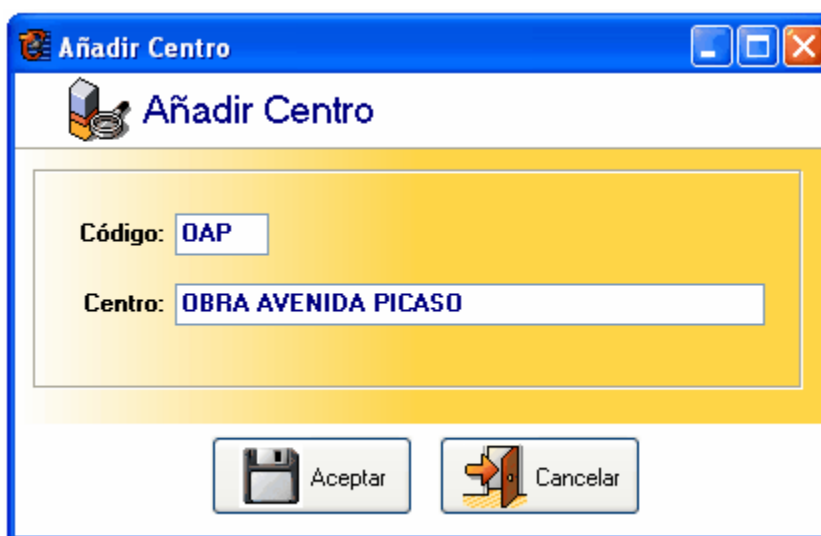 Añadir Centro
Añadir Centro
Código: OAP
Centro: OBRA AVENIDA PICASO
Aceptar Cancelar